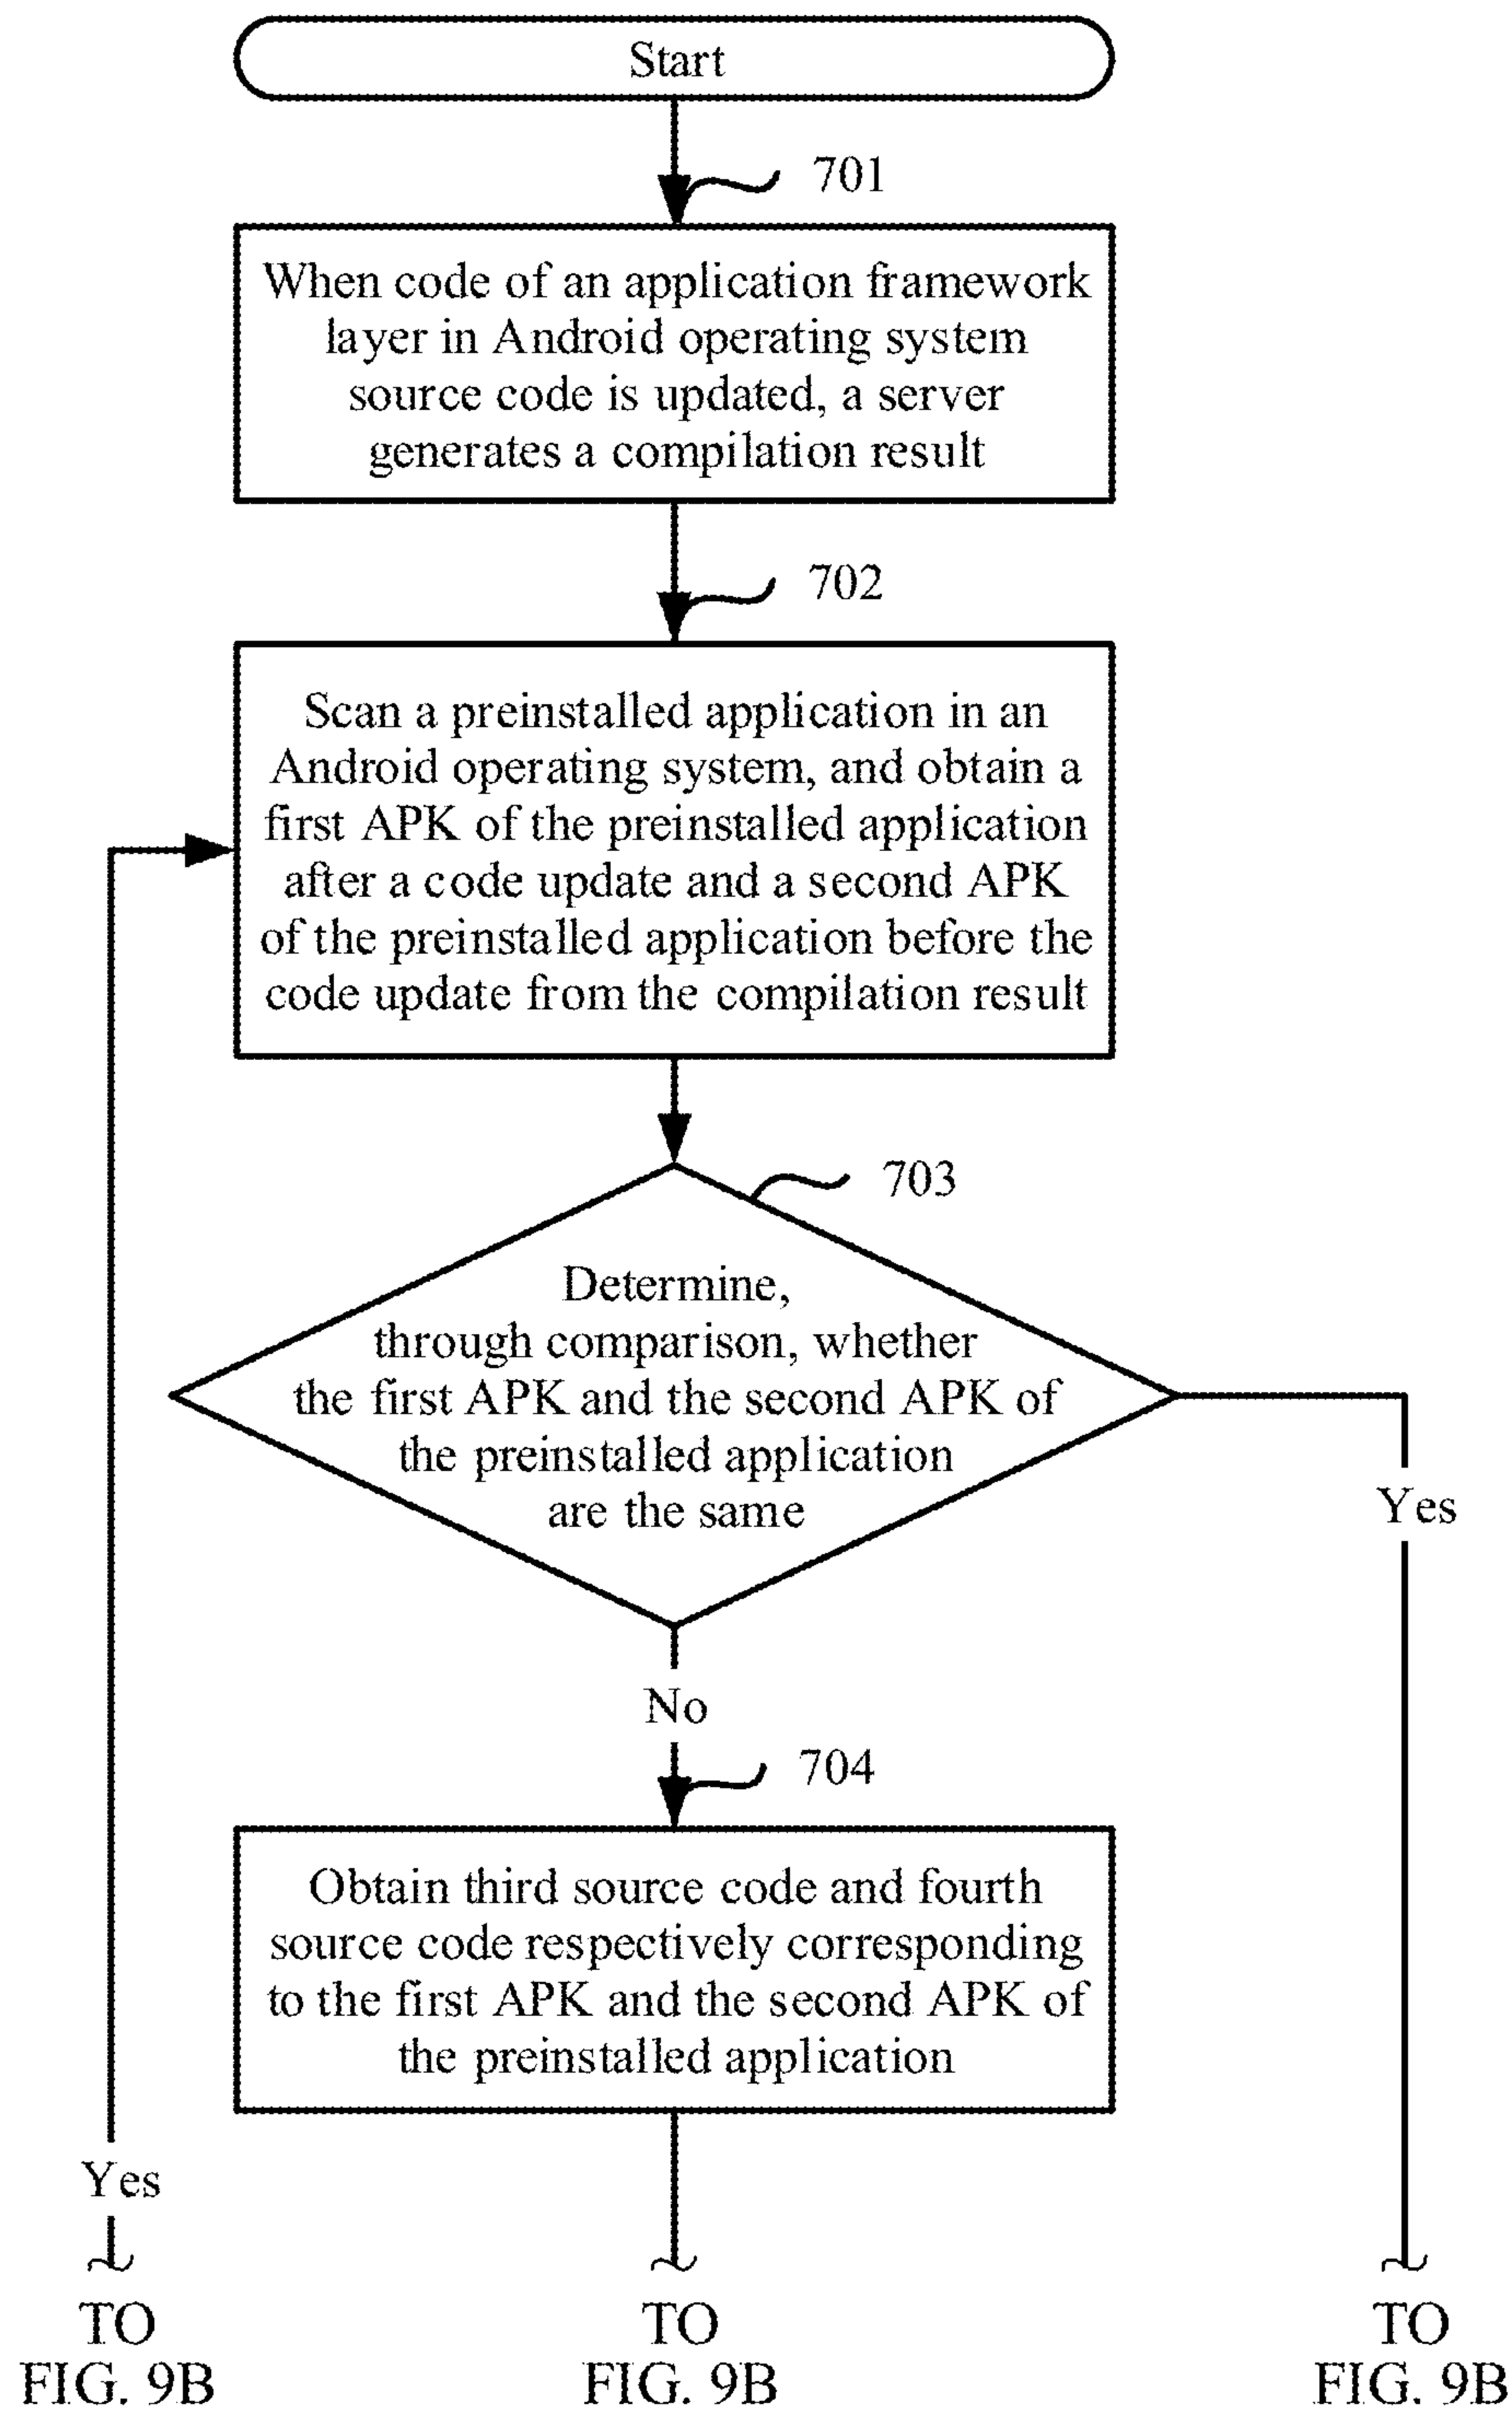 Start
701
When code of an application framework
layer in Android operating system
source code is updated, a server
generates a compilation result
702
Scan a preinstalled application in an
Android operating system, and obtain a
first APK of the preinstalled application
after a code update and a second APK
of the preinstalled application before the
code update from the compilation result
703
Determine,
through comparison, whether
the first APK and the second APK of
the preinstalled application
are the same
Yes
No
704
Obtain third source code and fourth
source code respectively corresponding
to the first APK and the second APK of
the preinstalled application
Yes
TO
FIG. 9B
TO
FIG. 9B
TO
FIG. 9B